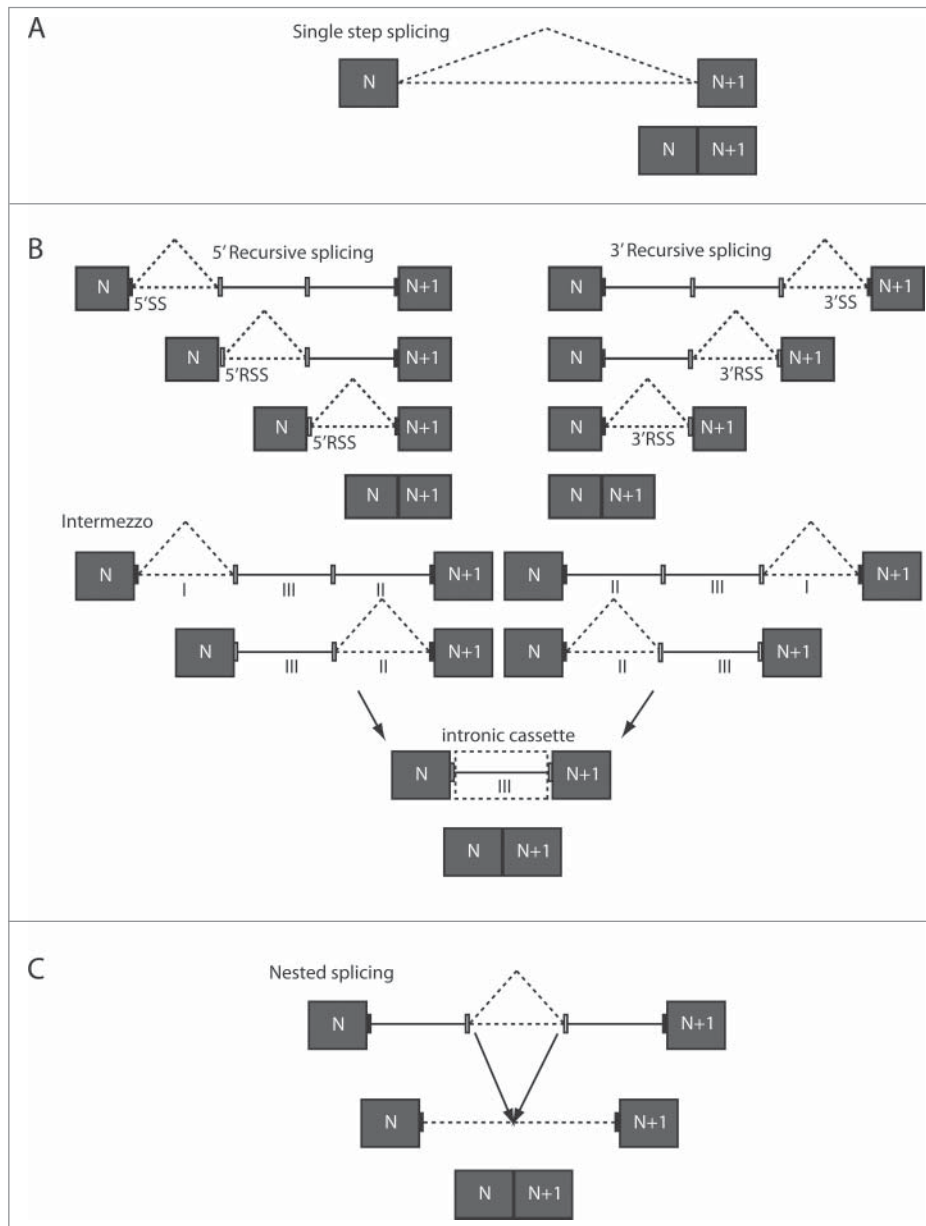 A
Single step splicing
N N+1
N N+1
B
5′ Recursive splicing
N N+1
5′SS
N N+1
5′RSS
N N+1
5′RSS
N N+1
3′ Recursive splicing
N N+1
3′SS
N N+1
3′RSS
N N+1
3′RSS
N N+1
Intermezzo
N N+1
I III II
N N+1
III II
N N+1
II III I
N N+1
II III
intronic cassette
N N+1
III
N N+1
C
Nested splicing
N N+1
N N+1
N N+1